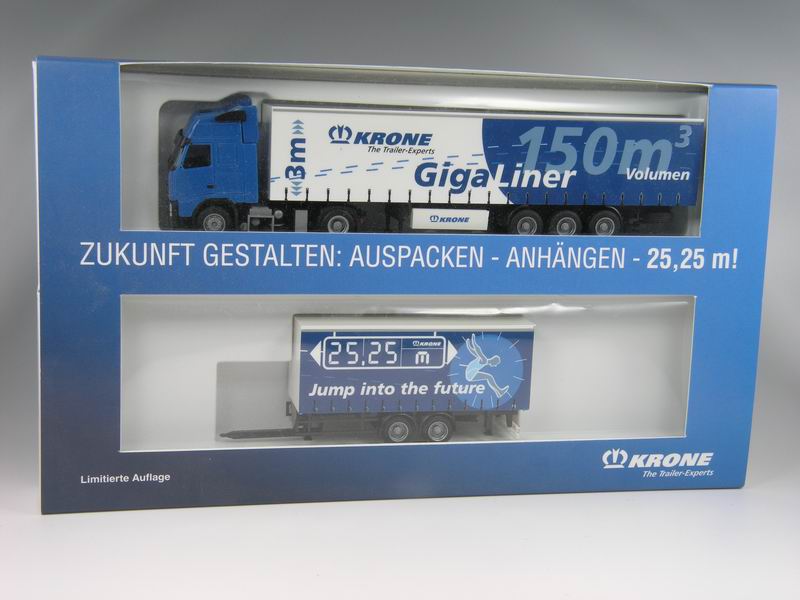 3m
KRONE
The Trailer-Experts
GigaLiner
150m³
Volumen
KRONE
ZUKUNFT GESTALTEN: AUSPACKEN - ANHÄNGEN - 25,25 m!
25,25 m
KRONE
Jump into the future
Limitierte Auflage
KRONE
The Trailer-Experts